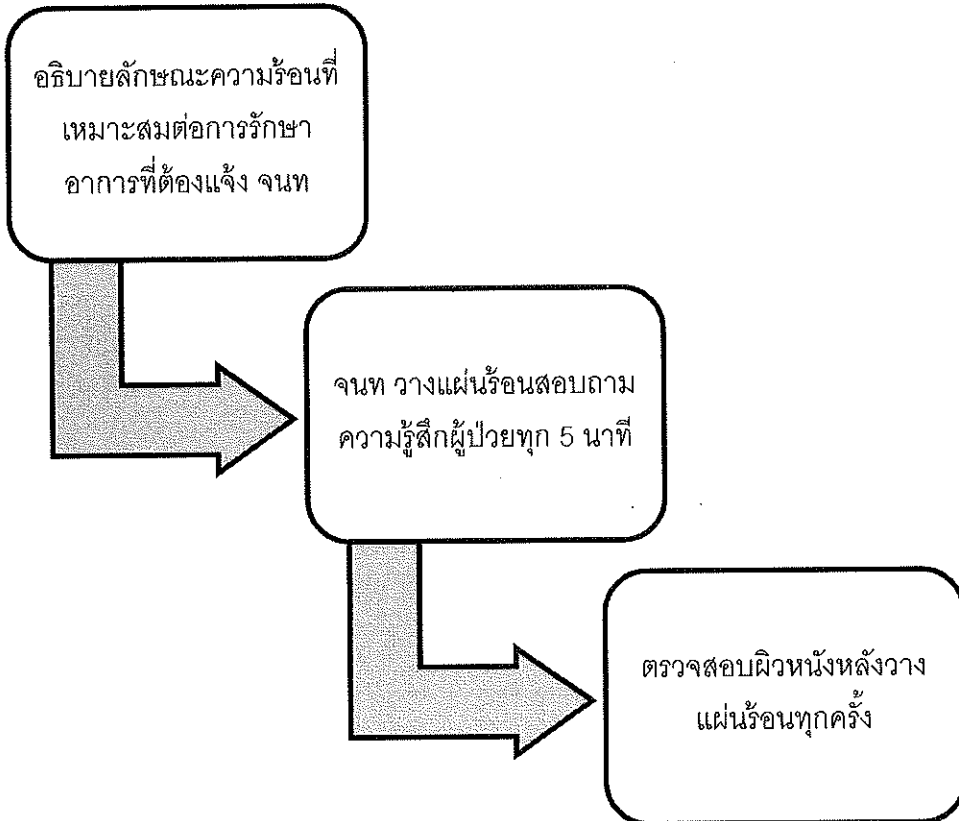 อธิบายลักษณะความร้อนที่
เหมาะสมต่อการรักษา
อาการที่ต้องแจ้ง จนท
จนท วางแผ่นร้อนสอบถาม
ความรู้สึกผู้ป่วยทุก 5 นาที
ตรวจสอบผิวหนังหลังวาง
แผ่นร้อนทุกครั้ง